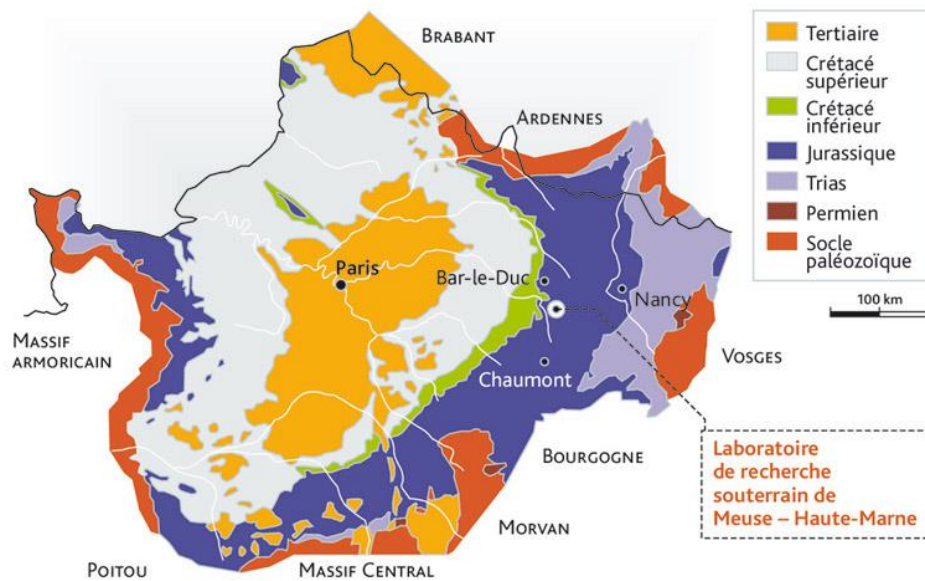 BRABANT
ARDENNES
Paris
Bar-le-Duc
Nancy
Chaumont
MASSIF
ARMORICAIN
VOSGES
BOURGOGNE
MORVAN
POITOU
MASSIF CENTRAL
Tertiaire
Crétacé
supérieur
Crétacé
inférieur
Jurassique
Trias
Permien
Socle
paléozoïque
100 km
Laboratoire
de recherche
souterrain de
Meuse – Haute-Marne